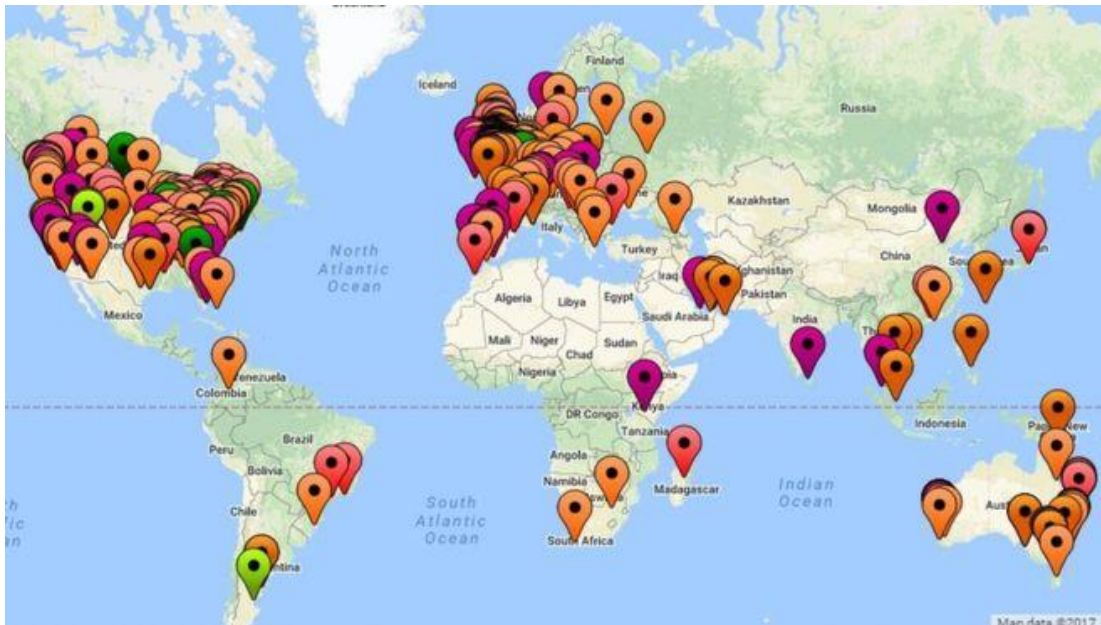 Finland
Iceland
Russia
Kazakhstan
Mongolia
North
Atlantic
Ocean
Italy
Turkey
China
Iraq
Afghanistan
Pakistan
Algeria
Libya
Egypt
Saudi Arabia
India
Mexico
Mali
Niger
Sudan
Chad
Nigeria
Venezuela
Colombia
Kenya
DR Congo
Indonesia
Tanzania
Peru
Brazil
Angola
Bolivia
Namibia
Madagascar
Indian
Ocean
Chile
South
Atlantic
Ocean
South Africa
Map data ©2017